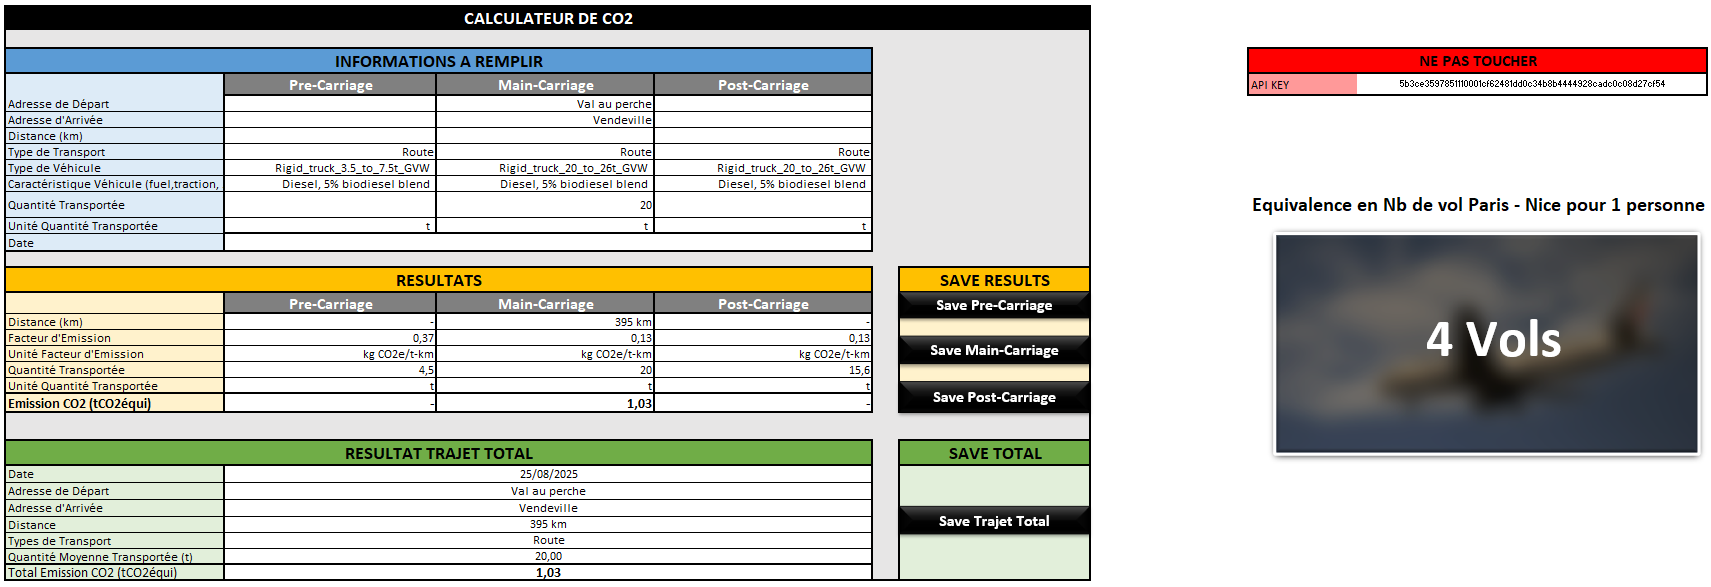 CALCULATEUR DE CO2
INFORMATIONS A REMPLIR
Pre-Carriage Main-Carriage Post-Carriage
Adresse de Départ Val au perche
Adresse d'Arrivée Vendeville
Distance (km)
Type de Transport Route Route Route
Type de Véhicule Rigid_truck_3.5_to_7.5t_GVW Rigid_truck_20_to_26t_GVW Rigid_truck_20_to_26t_GVW
Caractéristique Véhicule (fuel,traction, Diesel, 5% biodiesel blend Diesel, 5% biodiesel blend Diesel, 5% biodiesel blend
Quantité Transportée 20
Unité Quantité Transportée t t t
Date
RESULTATS
Pre-Carriage Main-Carriage Post-Carriage
Distance (km) - 395 km -
Facteur d'Emission 0,37 0,13 0,13
Unité Facteur d'Emission kg CO2e/t-km kg CO2e/t-km kg CO2e/t-km
Quantité Transportée 4,5 20 15,6
Unité Quantité Transportée t t t
Emission CO2 (tCO2équi) - 1,03 -
SAVE RESULTS
Save Pre-Carriage
Save Main-Carriage
Save Post-Carriage
RESULTAT TRAJET TOTAL
Date 25/08/2025
Adresse de Départ Val au perche
Adresse d'Arrivée Vendeville
Distance 395 km
Types de Transport Route
Quantité Moyenne Transportée (t) 20,00
Total Emission CO2 (tCO2équi) 1,03
SAVE TOTAL
Save Trajet Total
NE PAS TOUCHER
API KEY 5b3ce3597851110001cf62481dd0c34b8b4444928cadc0c08d27cf54
Equivalence en Nb de vol Paris - Nice pour 1 personne
4 Vols